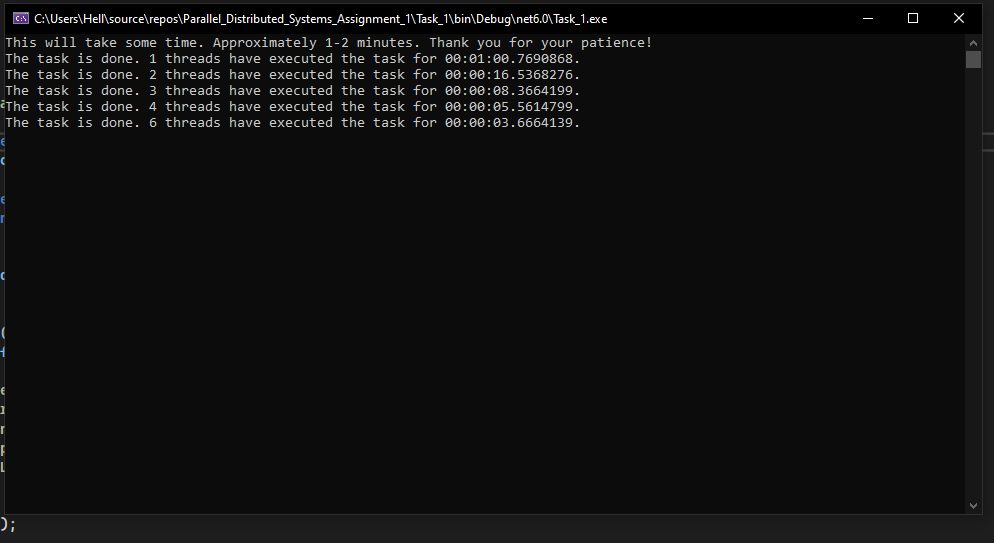 C:\Users\Hell\source\repos\Parallel_Distributed_Systems_Assignment_1\Task_1\bin\Debug\net6.0\Task_1.exe
This will take some time. Approximately 1-2 minutes. Thank you for your patience!
The task is done. 1 threads have executed the task for 00:01:00.7690868.
The task is done. 2 threads have executed the task for 00:00:16.5368276.
The task is done. 3 threads have executed the task for 00:00:08.3664199.
The task is done. 4 threads have executed the task for 00:00:05.5614799.
The task is done. 6 threads have executed the task for 00:00:03.6664139.
);